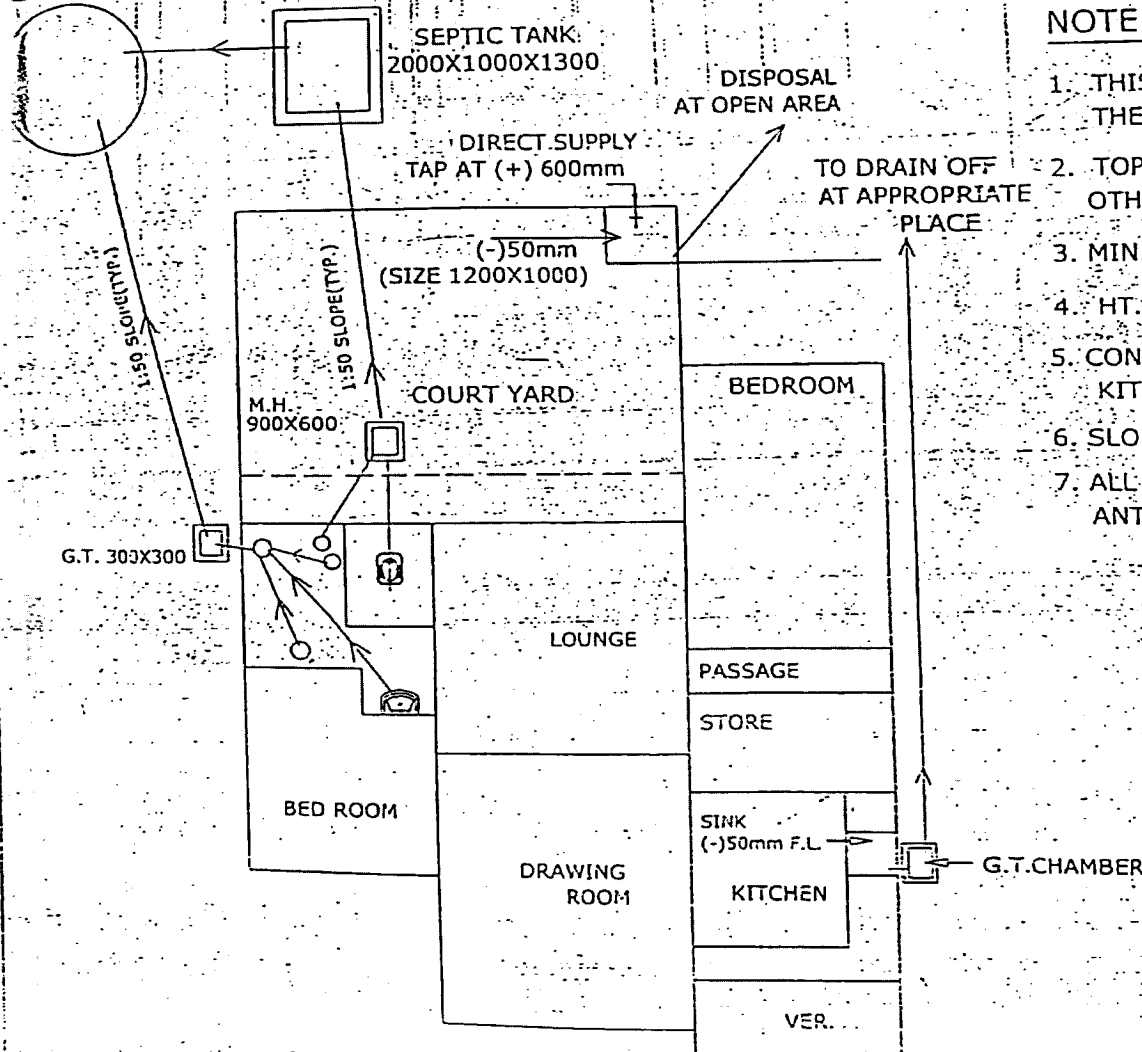 SEPTIC TANK
2000X1000X1300
DISPOSAL
AT OPEN AREA
DIRECT SUPPLY
TAP AT (+) 600mm
TO DRAIN OFF
AT APPROPRIATE
PLACE
(-)50mm
(SIZE 1200X1000)
1:50 SLOPE(TYP.)
1:50 SLOPE(TYP.)
M.H.
900X600
COURT YARD
BEDROOM
G.T. 300X300
LOUNGE
PASSAGE
STORE
BED ROOM
SINK
(-)50mm F.L.
DRAWING
ROOM
KITCHEN
G.T.CHAMBER
VER.
NOTE
1. THIS
THE
2. TOP
OTH
3. MIN
4. HT.
5. CON
KIT
6. SLO
7. ALL
ANT